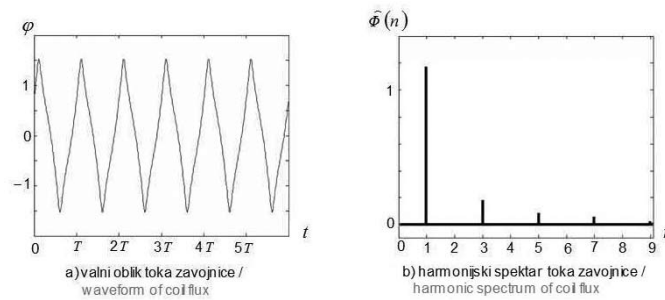 φ
1
0
−1
0 T 2T 3T 4T 5T t
a) valni oblik toka zavojnice /
waveform of coil flux
Φ̂(n)
1
0
0 1 2 3 4 5 6 7 8 9
b) harmonijski spektar toka zavojnice /
harmonic spectrum of coil flux